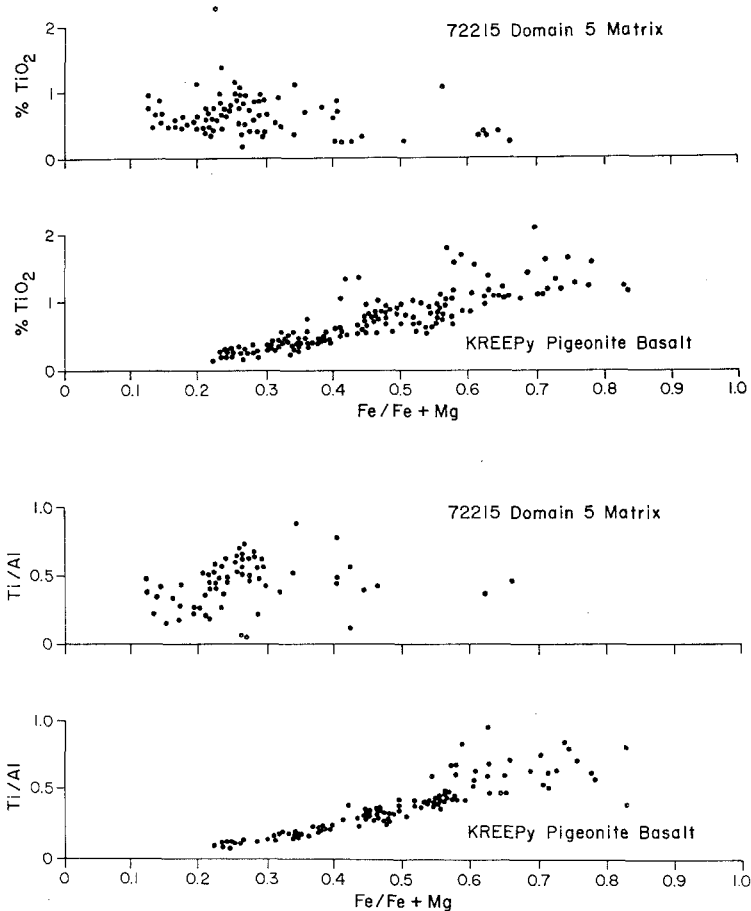 72215 Domain 5 Matrix
% TiO2
2
1
0
% TiO2
2
1
0
KREEPy Pigeonite Basalt
0 0.1 0.2 0.3 0.4 0.5 0.6 0.7 0.8 0.9 1.0
Fe/Fe + Mg
72215 Domain 5 Matrix
Ti/Al
1.0
0.5
0
Ti/Al
1.0
0.5
0
KREEPy Pigeonite Basalt
0 0.1 0.2 0.3 0.4 0.5 0.6 0.7 0.8 0.9 1.0
Fe/Fe + Mg